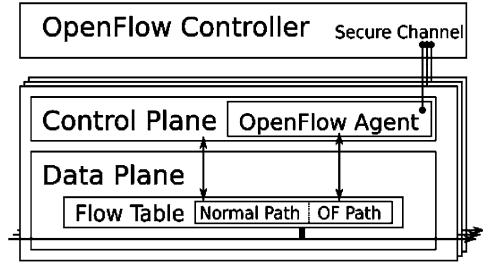 OpenFlow Controller
Secure Channel
Control Plane
OpenFlow Agent
Data Plane
Flow Table
Normal Path
OF Path